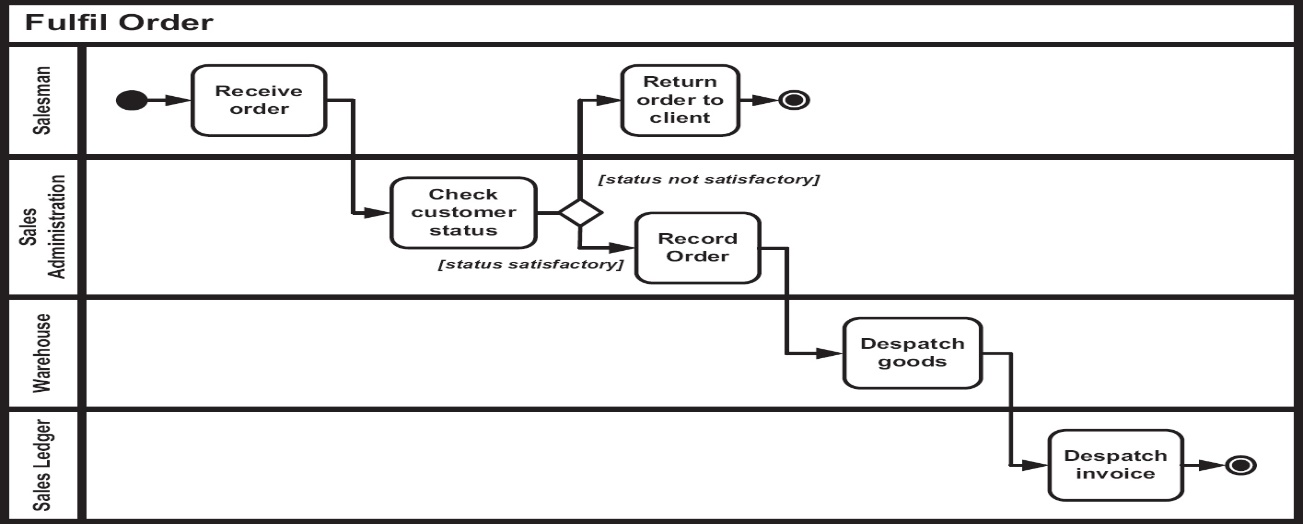 Fulfil Order
Salesman
Receive
order
Return
order to
client
Sales
Administration
Check
customer
status
[status not satisfactory]
[status satisfactory]
Record
Order
Warehouse
Despatch
goods
Sales Ledger
Despatch
invoice